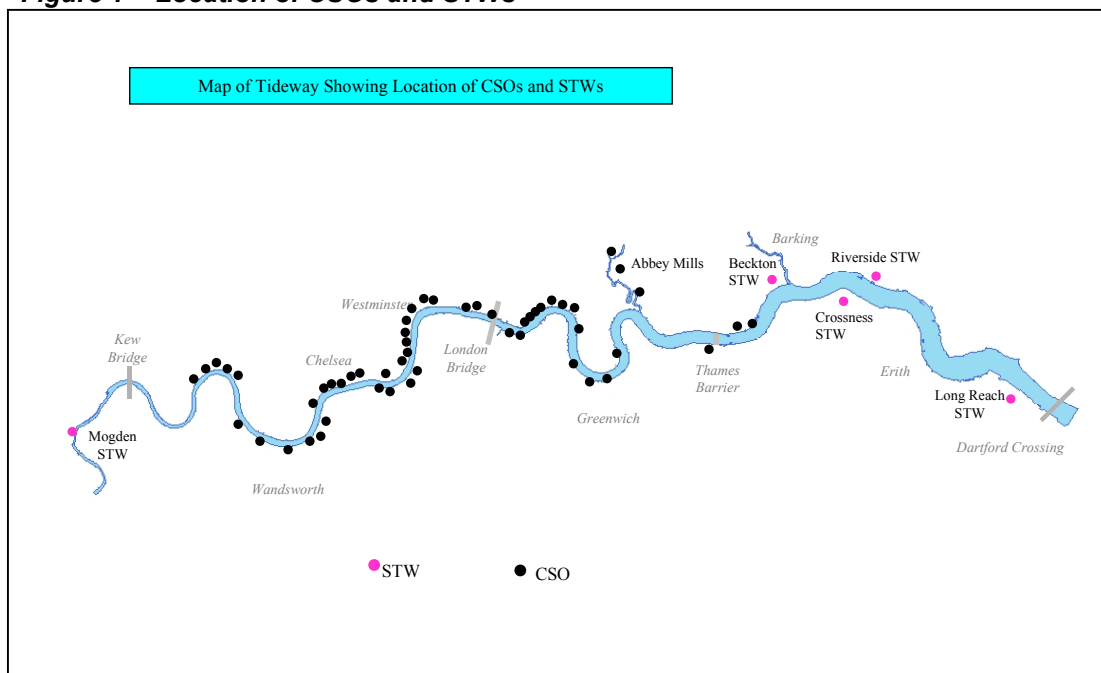 Figure 1 – Location of CSOs and STWs
Map of Tideway Showing Location of CSOs and STWs
Barking
Abbey Mills
Beckton
STW
Riverside STW
Westminster
Crossness
STW
Kew
Bridge
London
Bridge
Chelsea
Thames
Barrier
Erith
Long Reach
STW
Greenwich
Mogden
STW
Dartford Crossing
Wandsworth
STW
CSO